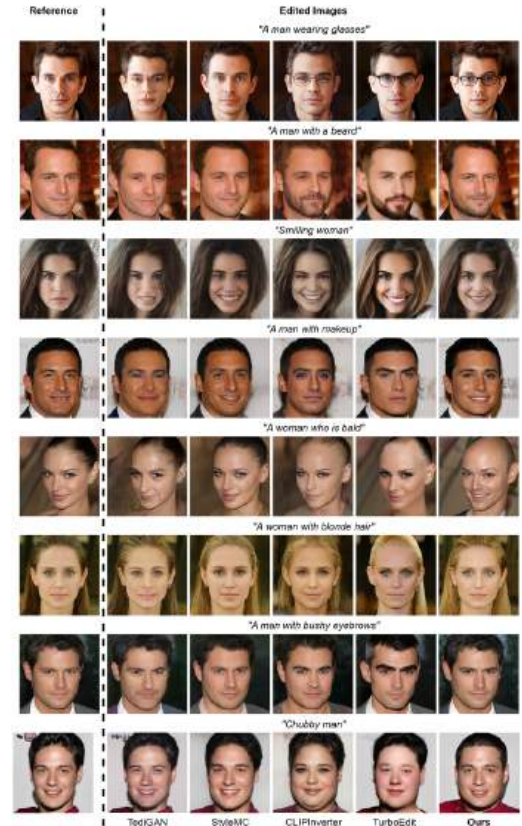 Reference Edited Images
"A man wearing glasses"
"A man with a beard"
"Smiling woman"
"A man with makeup"
"A woman who is bald"
"A woman with blonde hair"
"A man with bushy eyebrows"
"Chubby man"
TediGAN StyleMC CLIPInverter TurboEdit Ours